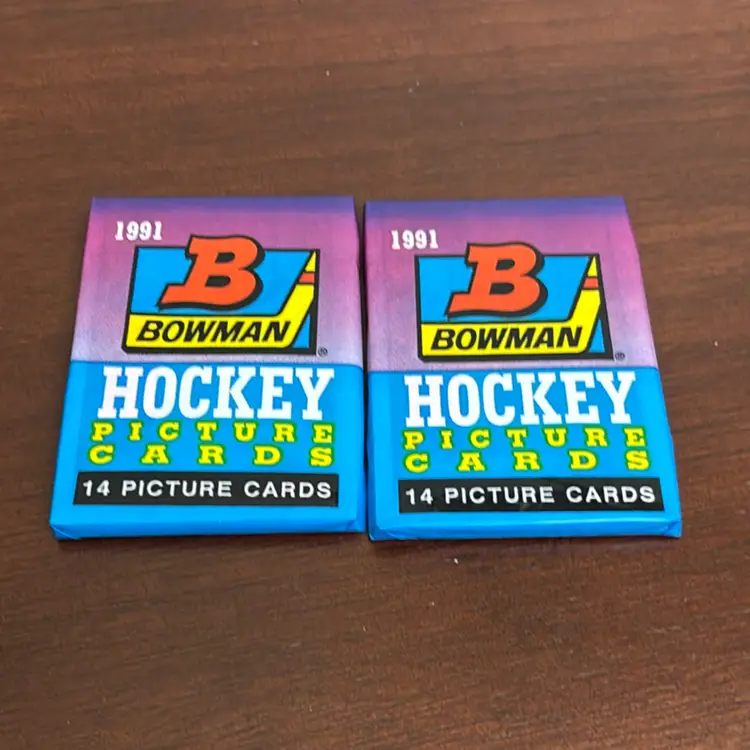 1991
B
BOWMAN®
HOCKEY
PICTURE
CARDS
14 PICTURE CARDS
1991
B
BOWMAN®
HOCKEY
PICTURE
CARDS
14 PICTURE CARDS